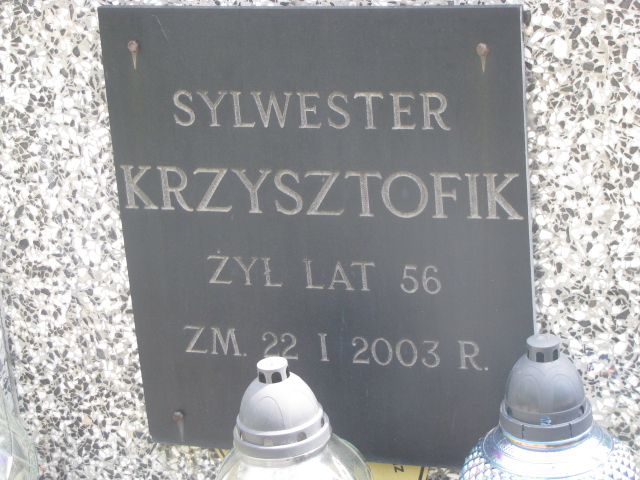 SYLWESTER
KRZYSZTOFIK
ŻYŁ LAT 56
ZM. 22 I 2003 R.